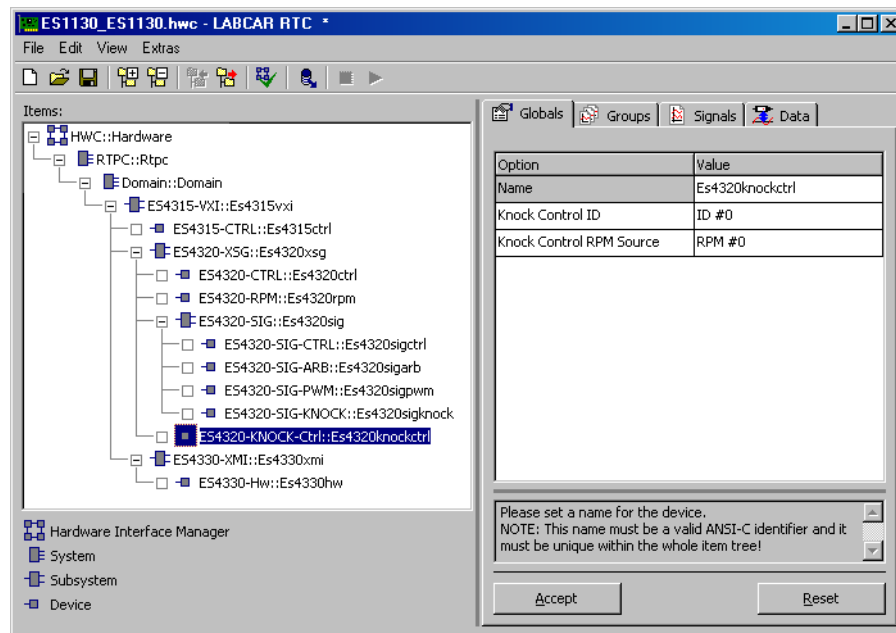 ES1130_ES1130.hwc - LABCAR RTC *
File Edit View Extras
Items:
HWC::Hardware
RTPC::Rtpc
Domain::Domain
ES4315-VXI::Es4315vxi
ES4315-CTRL::Es4315ctrl
ES4320-XSG::Es4320xsg
ES4320-CTRL::Es4320ctrl
ES4320-RPM::Es4320rpm
ES4320-SIG::Es4320sig
ES4320-SIG-CTRL::Es4320sigctrl
ES4320-SIG-ARB::Es4320sigarb
ES4320-SIG-PWM::Es4320sigpwm
ES4320-SIG-KNOCK::Es4320sigknock
ES4320-KNOCK-Ctrl::Es4320knockctrl
ES4330-XMI::Es4330xmi
ES4330-Hw::Es4330hw
Hardware Interface Manager
System
Subsystem
Device
Globals Groups Signals Data
Option Value
Name Es4320knockctrl
Knock Control ID ID #0
Knock Control RPM Source RPM #0
Please set a name for the device.
NOTE: This name must be a valid ANSI-C identifier and it
must be unique within the whole item tree!
Accept Reset